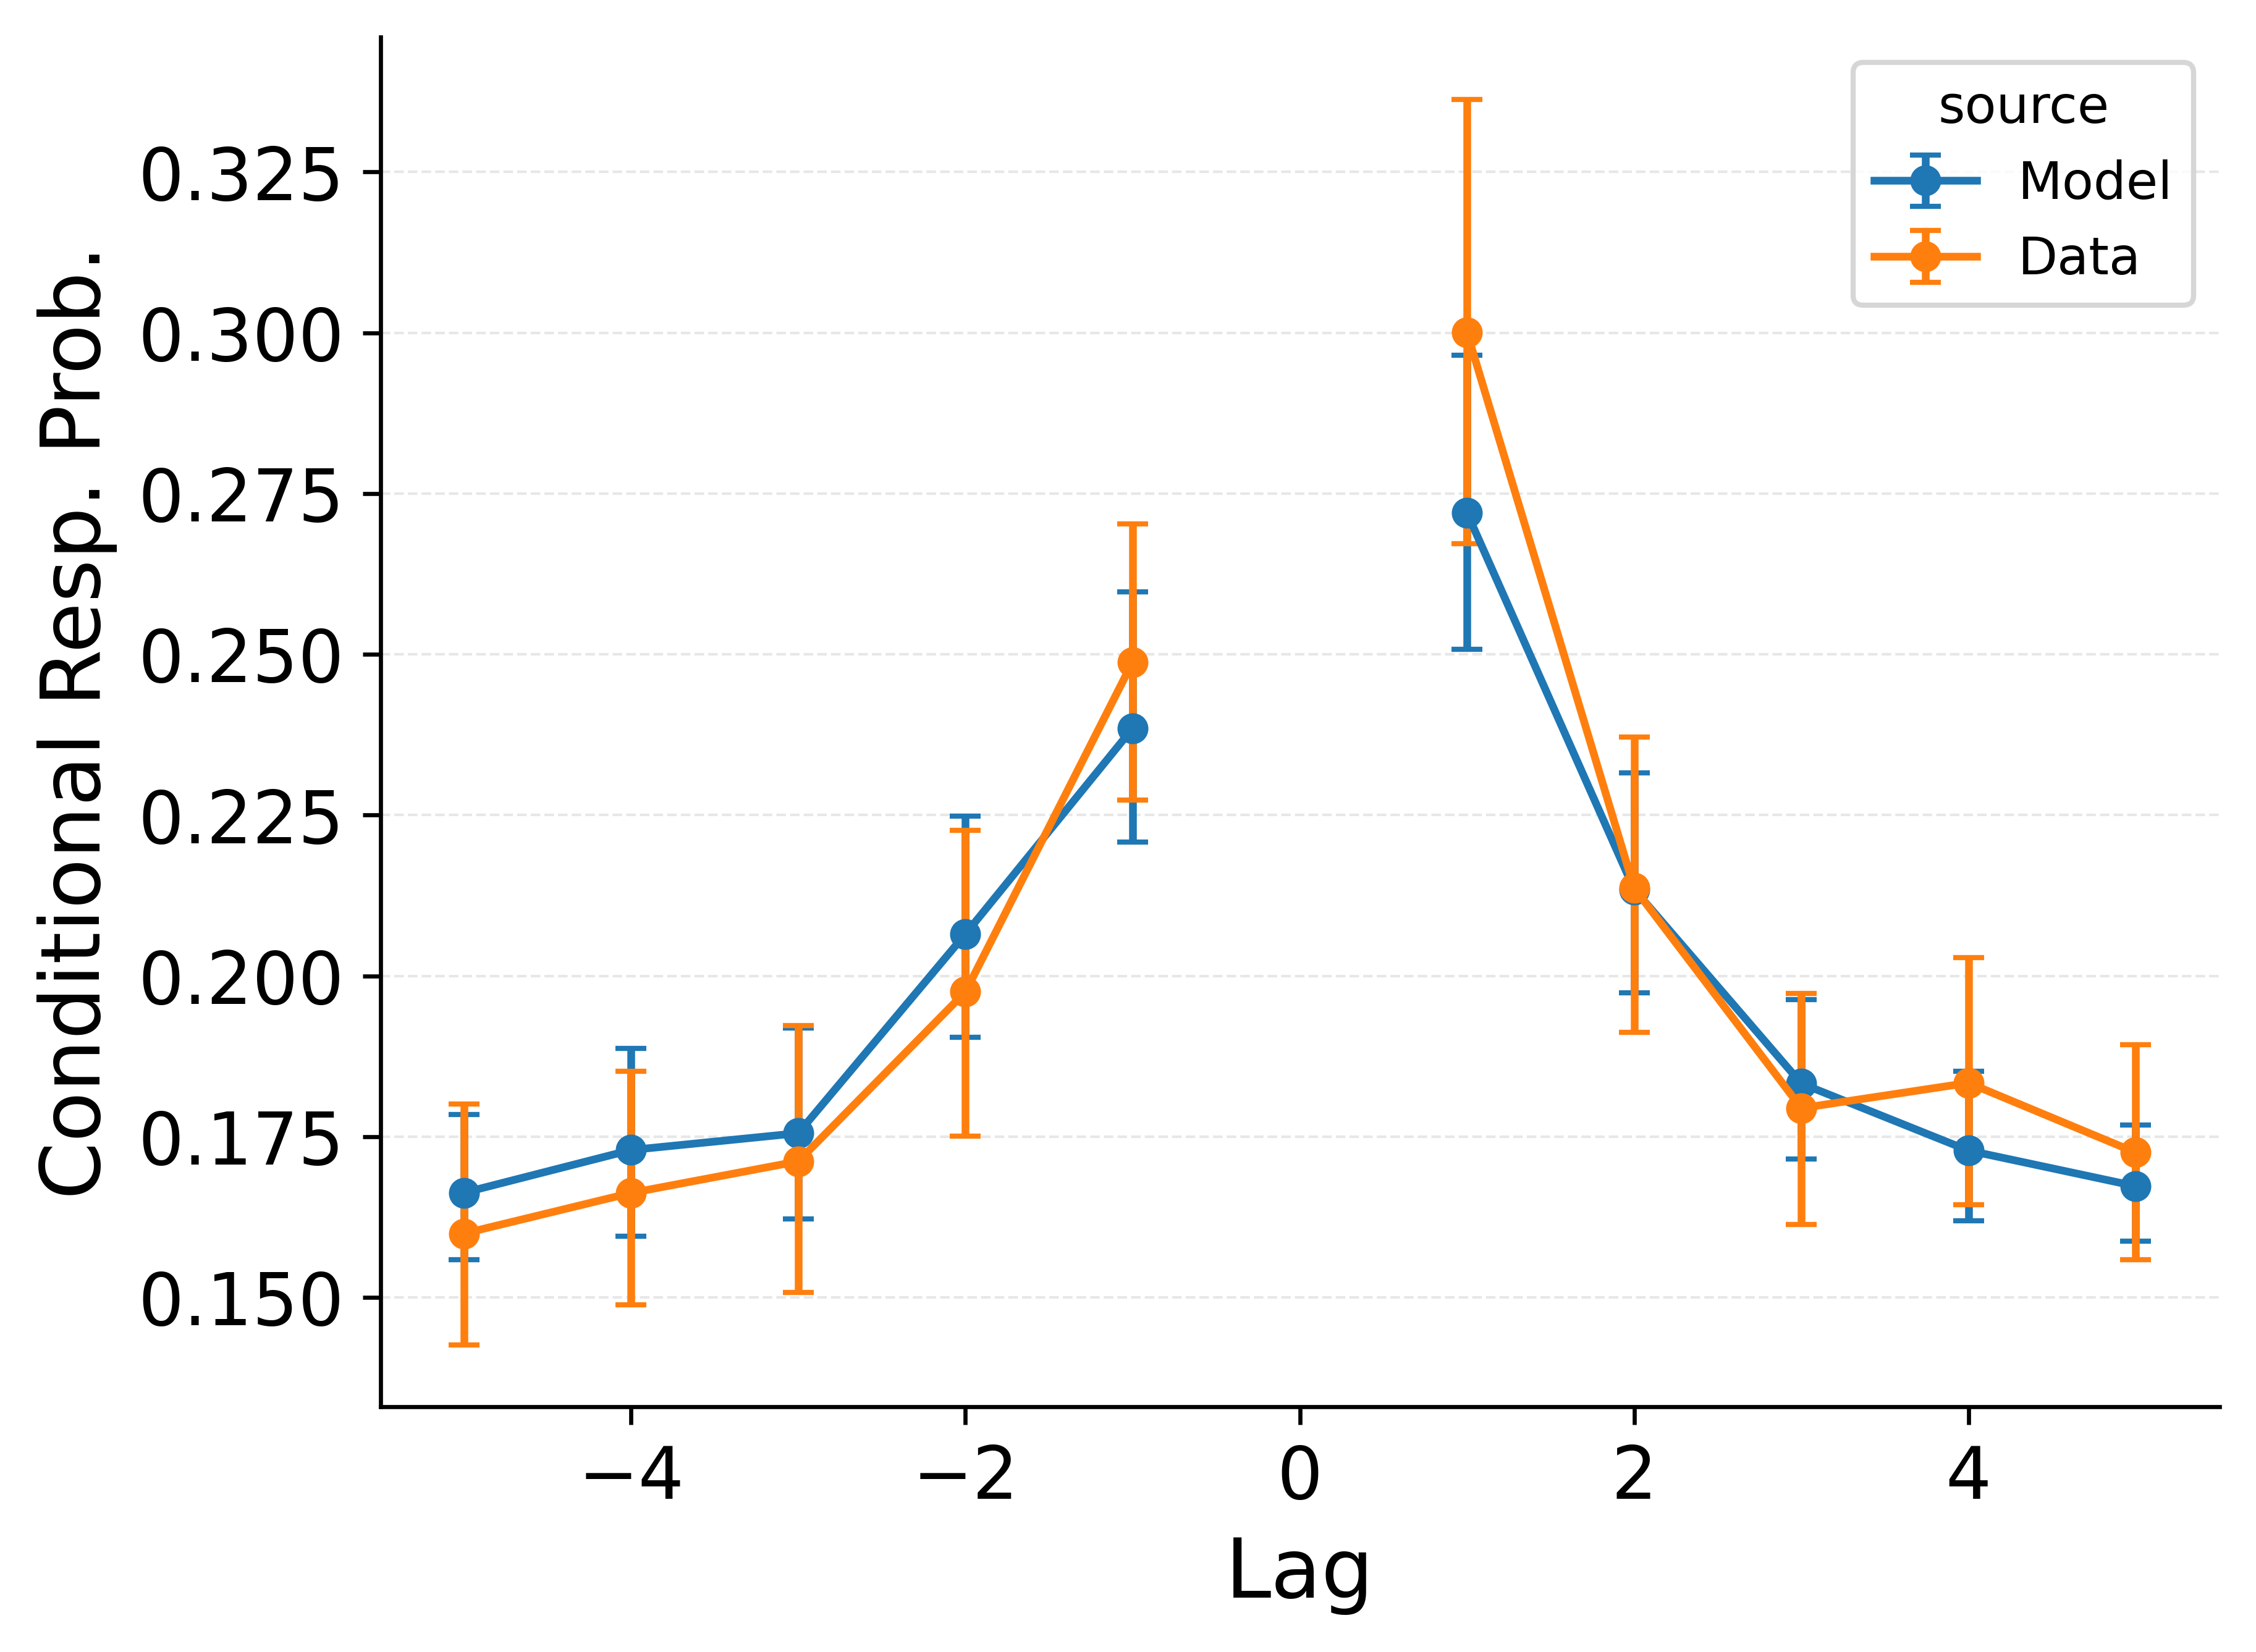 source
Model
Data
Conditional Resp. Prob.
0.325
0.300
0.275
0.250
0.225
0.200
0.175
0.150
−4 −2 0 2 4
Lag